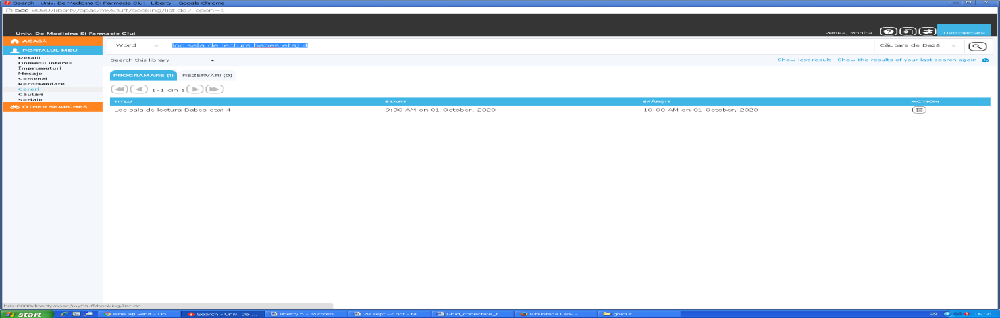 Search - Univ. De Medicina Si Farmacie Cluj - Liberty - Google Chrome
bds:8080/liberty/opac/myStuff/booking/list.do?_open=1
Univ. De Medicina Si Farmacie Cluj
Penea, Monica
Deconectare
ACASĂ
PORTALUL MEU
Detalii
Domenii interes
Împrumuturi
Mesaje
Comenzi
Recomandate
Cereri
Căutări
Seriale
OTHER SEARCHES
Word
loc sala de lectura babes etaj 4
Căutare de Bază
Search this library
Show last result - Show the results of your last search again.
PROGRAMARE (1) REZERVĂRI (0)
1-1 din 1
TITLU START SFÂRȘIT ACTION
Loc sala de lectura Babes etaj 4 9:30 AM on 01 October, 2020 10:00 AM on 01 October, 2020
bds:8080/liberty/opac/myStuff/booking/list.do
start Bine ați venit - Uni... Search - Univ. De ... liberty 5 - Microso... 28 sept.-2 oct - M... Ghid_conectare_r... Biblioteca UMF - ... ghiduri EN 08:31